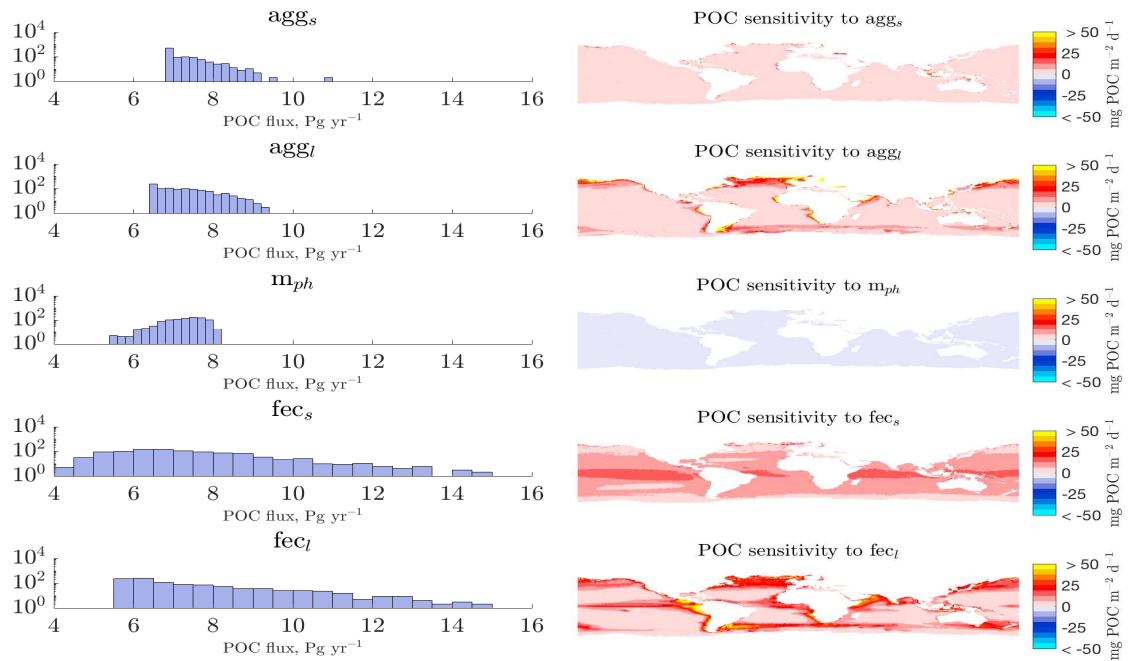 agg_s
10^4
10^2
10^0
4 6 8 10 12 14 16
POC flux, Pg yr^−1
POC sensitivity to agg_s
> 50
25
0
-25
< -50
mg POC m^−2 d^−1
agg_l
10^4
10^2
10^0
4 6 8 10 12 14 16
POC flux, Pg yr^−1
POC sensitivity to agg_l
> 50
25
0
-25
< -50
mg POC m^−2 d^−1
m_ph
10^4
10^2
10^0
4 6 8 10 12 14 16
POC flux, Pg yr^−1
POC sensitivity to m_ph
> 50
25
0
-25
< -50
mg POC m^−2 d^−1
fec_s
10^4
10^2
10^0
4 6 8 10 12 14 16
POC flux, Pg yr^−1
POC sensitivity to fec_s
> 50
25
0
-25
< -50
mg POC m^−2 d^−1
fec_l
10^4
10^2
10^0
4 6 8 10 12 14 16
POC flux, Pg yr^−1
POC sensitivity to fec_l
> 50
25
0
-25
< -50
mg POC m^−2 d^−1